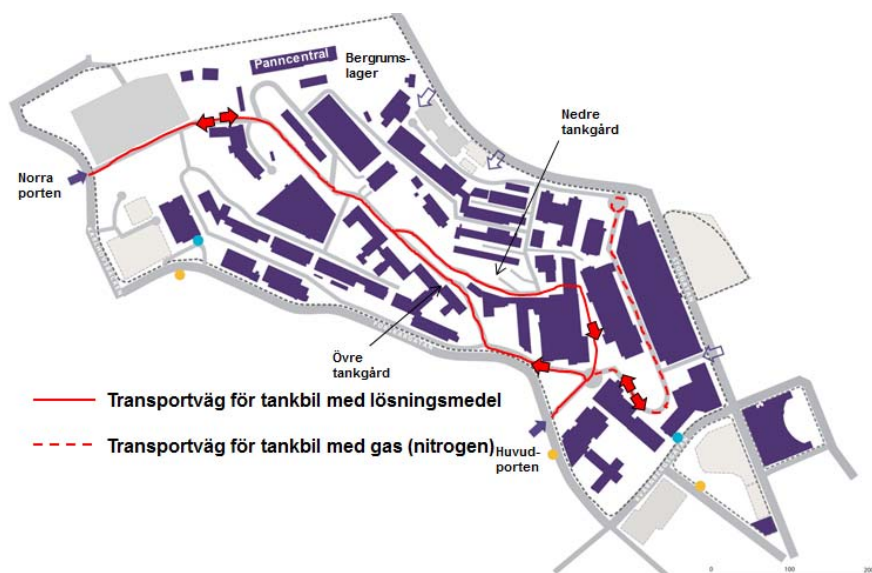 Panncentral
Bergrums-
lager
Nedre
tankgård
Norra
porten
Övre
tankgård
Transportväg för tankbil med lösningsmedel
Transportväg för tankbil med gas (nitrogen)
Huvud-
porten
0 100 200